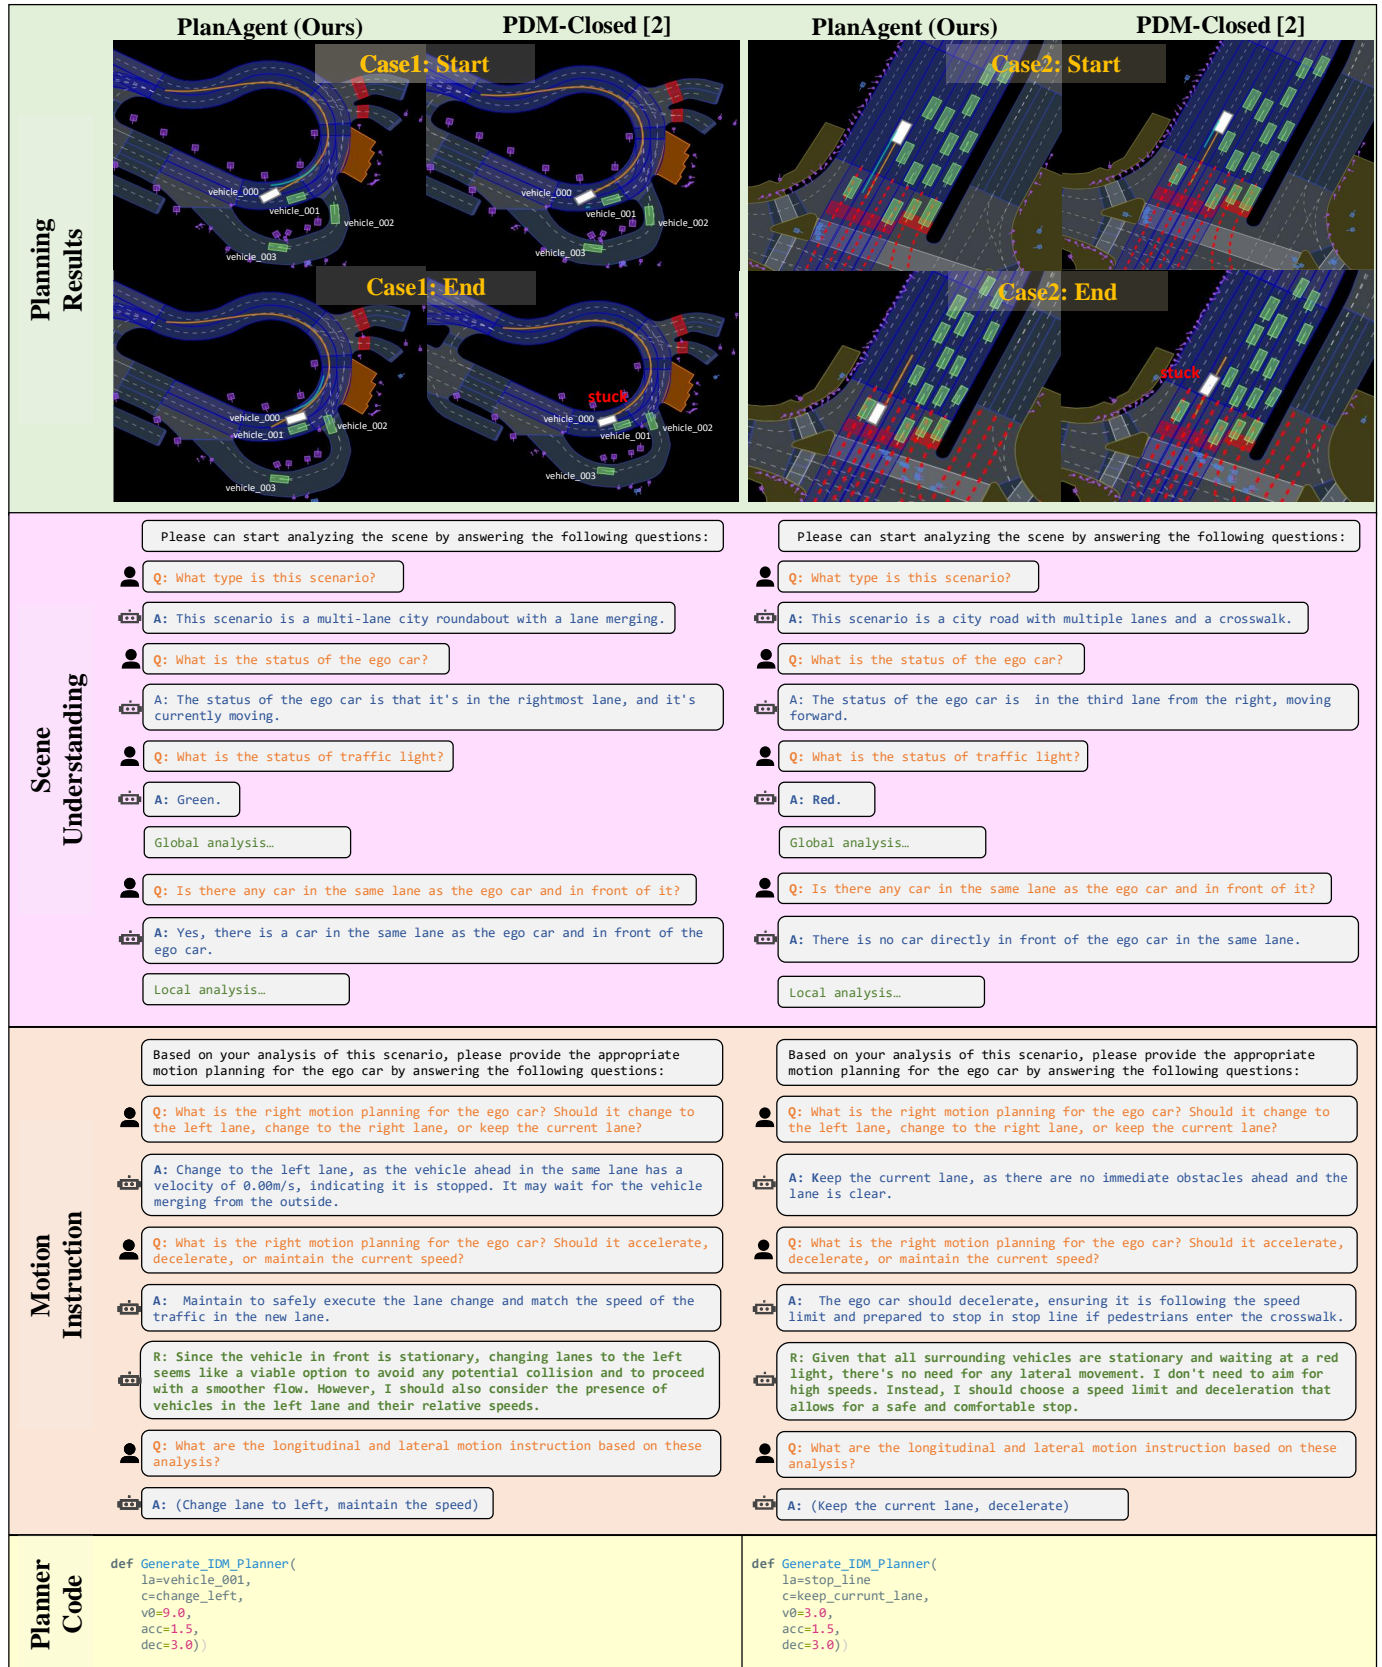 PlanAgent (Ours)
PDM-Closed [2]
PlanAgent (Ours)
PDM-Closed [2]
Planning
Results
Case1: Start
vehicle_000
vehicle_001
vehicle_002
vehicle_003
vehicle_000
vehicle_001
vehicle_002
vehicle_003
Case2: Start
Case1: End
vehicle_000
vehicle_001
vehicle_002
vehicle_003
stuck
vehicle_000
vehicle_001
vehicle_002
vehicle_003
Case2: End
stuck
Scene
Understanding
Please can start analyzing the scene by answering the following questions:
Q: What type is this scenario?
A: This scenario is a multi-lane city roundabout with a lane merging.
Q: What is the status of the ego car?
A: The status of the ego car is that it's in the rightmost lane, and it's
currently moving.
Q: What is the status of traffic light?
A: Green.
Global analysis…
Q: Is there any car in the same lane as the ego car and in front of it?
A: Yes, there is a car in the same lane as the ego car and in front of the
ego car.
Local analysis…
Please can start analyzing the scene by answering the following questions:
Q: What type is this scenario?
A: This scenario is a city road with multiple lanes and a crosswalk.
Q: What is the status of the ego car?
A: The status of the ego car is  in the third lane from the right, moving
forward.
Q: What is the status of traffic light?
A: Red.
Global analysis…
Q: Is there any car in the same lane as the ego car and in front of it?
A: There is no car directly in front of the ego car in the same lane.
Local analysis…
Motion
Instruction
Based on your analysis of this scenario, please provide the appropriate
motion planning for the ego car by answering the following questions:
Q: What is the right motion planning for the ego car? Should it change to
the left lane, change to the right lane, or keep the current lane?
A: Change to the left lane, as the vehicle ahead in the same lane has a
velocity of 0.00m/s, indicating it is stopped. It may wait for the vehicle
merging from the outside.
Q: What is the right motion planning for the ego car? Should it accelerate,
decelerate, or maintain the current speed?
A:  Maintain to safely execute the lane change and match the speed of the
traffic in the new lane.
R: Since the vehicle in front is stationary, changing lanes to the left
seems like a viable option to avoid any potential collision and to proceed
with a smoother flow. However, I should also consider the presence of
vehicles in the left lane and their relative speeds.
Q: What are the longitudinal and lateral motion instruction based on these
analysis?
A: (Change lane to left, maintain the speed)
Based on your analysis of this scenario, please provide the appropriate
motion planning for the ego car by answering the following questions:
Q: What is the right motion planning for the ego car? Should it change to
the left lane, change to the right lane, or keep the current lane?
A: Keep the current lane, as there are no immediate obstacles ahead and the
lane is clear.
Q: What is the right motion planning for the ego car? Should it accelerate,
decelerate, or maintain the current speed?
A:  The ego car should decelerate, ensuring it is following the speed
limit and prepared to stop in stop line if pedestrians enter the crosswalk.
R: Given that all surrounding vehicles are stationary and waiting at a red
light, there's no need for any lateral movement. I don't need to aim for
high speeds. Instead, I should choose a speed limit and deceleration that
allows for a safe and comfortable stop.
Q: What are the longitudinal and lateral motion instruction based on these
analysis?
A: (Keep the current lane, decelerate)
Planner
Code
def Generate_IDM_Planner(
la=vehicle_001,
c=change_left,
v0=9.0,
acc=1.5,
dec=3.0))
def Generate_IDM_Planner(
la=stop_line
c=keep_currunt_lane,
v0=3.0,
acc=1.5,
dec=3.0))